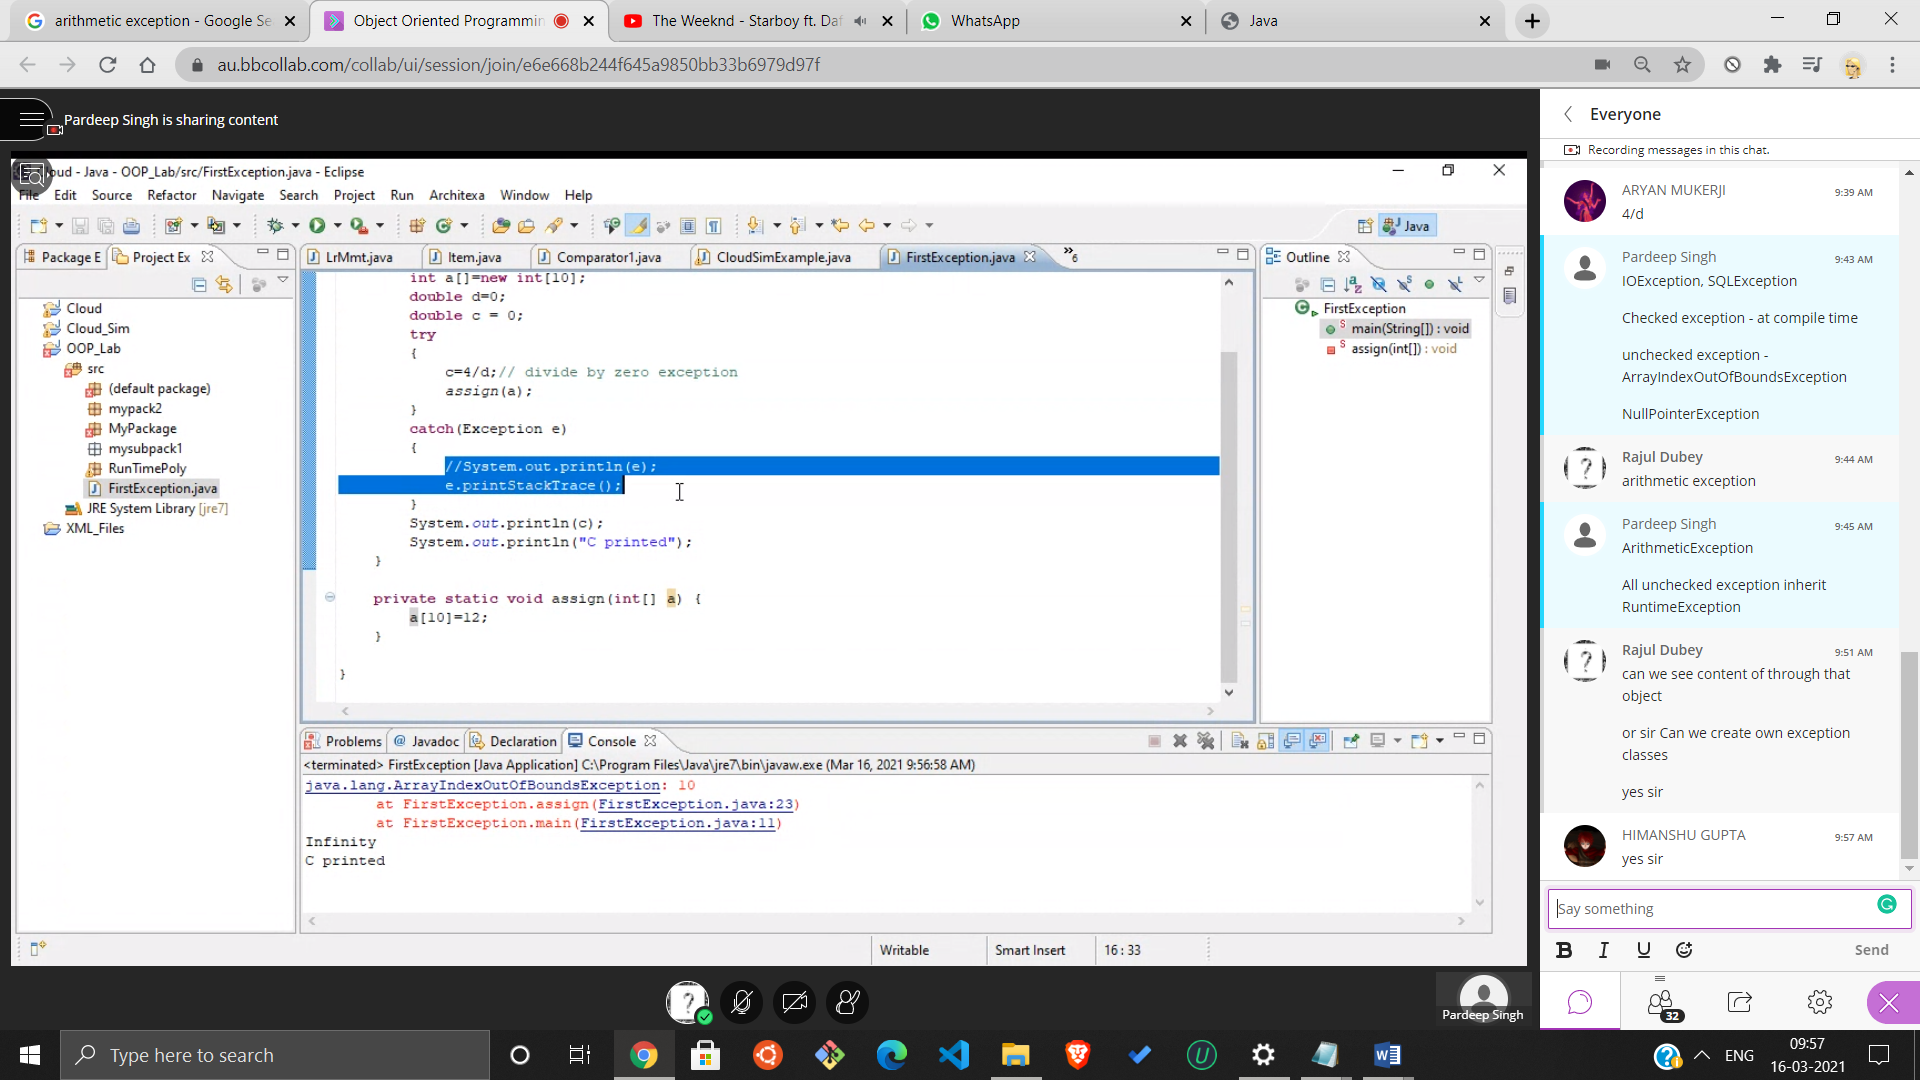 arithmetic exception - Google Se
Object Oriented Programmin
The Weeknd - Starboy ft. Daf
WhatsApp
Java
au.bbcollab.com/collab/ui/session/join/e6e668b244f645a9850bb33b6979d97f
Pardeep Singh is sharing content
oud - Java - OOP_Lab/src/FirstException.java - Eclipse
File Edit Source Refactor Navigate Search Project Run Architexa Window Help
Java
Package E
Project Ex
LrMmt.java
Item.java
Comparator1.java
CloudSimExample.java
FirstException.java
»6
Outline
Cloud
Cloud_Sim
OOP_Lab
src
(default package)
mypack2
MyPackage
mysubpack1
RunTimePoly
FirstException.java
JRE System Library [jre7]
XML_Files
int a[]=new int[10];
double d=0;
double c = 0;
try
{
c=4/d;// divide by zero exception
assign(a);
}
catch(Exception e)
{
//System.out.println(e);
e.printStackTrace();
}
System.out.println(c);
System.out.println("C printed");
}
private static void assign(int[] a) {
a[10]=12;
}
}
FirstException
main(String[]) : void
assign(int[]) : void
Problems
@ Javadoc
Declaration
Console
<terminated> FirstException [Java Application] C:\Program Files\Java\jre7\bin\javaw.exe (Mar 16, 2021 9:56:58 AM)
java.lang.ArrayIndexOutOfBoundsException: 10
at FirstException.assign(FirstException.java:23)
at FirstException.main(FirstException.java:11)
Infinity
C printed
Writable
Smart Insert
16 : 33
Pardeep Singh
Everyone
Recording messages in this chat.
ARYAN MUKERJI 9:39 AM
4/d
Pardeep Singh 9:43 AM
IOException, SQLException
Checked exception - at compile time
unchecked exception -
ArrayIndexOutOfBoundsException
NullPointerException
Rajul Dubey 9:44 AM
arithmetic exception
Pardeep Singh 9:45 AM
ArithmeticException
All unchecked exception inherit
RuntimeException
Rajul Dubey 9:51 AM
can we see content of through that
object
or sir Can we create own exception
classes
yes sir
HIMANSHU GUPTA 9:57 AM
yes sir
Say something
B I U
Send
32
Type here to search
ENG
09:57
16-03-2021